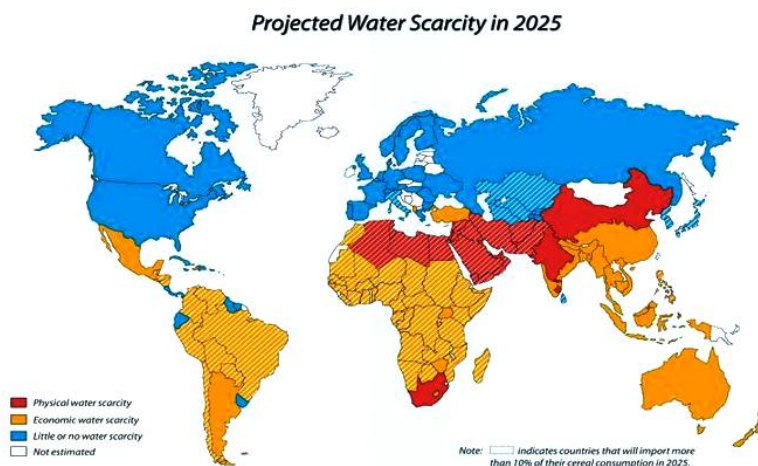 Projected Water Scarcity in 2025
Physical water scarcity
Economic water scarcity
Little or no water scarcity
Not estimated
Note: indicates countries that will import more
than 10% of their cereal consumption in 2025.